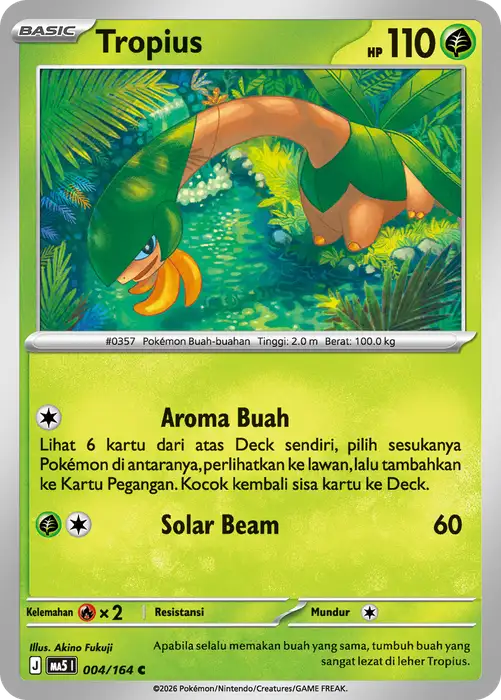 BASIC
Tropius
HP 110
#0357 Pokémon Buah-buahan Tinggi: 2.0 m Berat: 100.0 kg
Aroma Buah
Lihat 6 kartu dari atas Deck sendiri, pilih sesukanya
Pokémon di antaranya, perlihatkan ke lawan, lalu tambahkan
ke Kartu Pegangan. Kocok kembali sisa kartu ke Deck.
Solar Beam 60
Kelemahan ×2 Resistansi Mundur
Illus. Akino Fukuji
Apabila selalu memakan buah yang sama, tumbuh buah yang
sangat lezat di leher Tropius.
J MA5 I 004/164 C
©2026 Pokémon/Nintendo/Creatures/GAME FREAK.